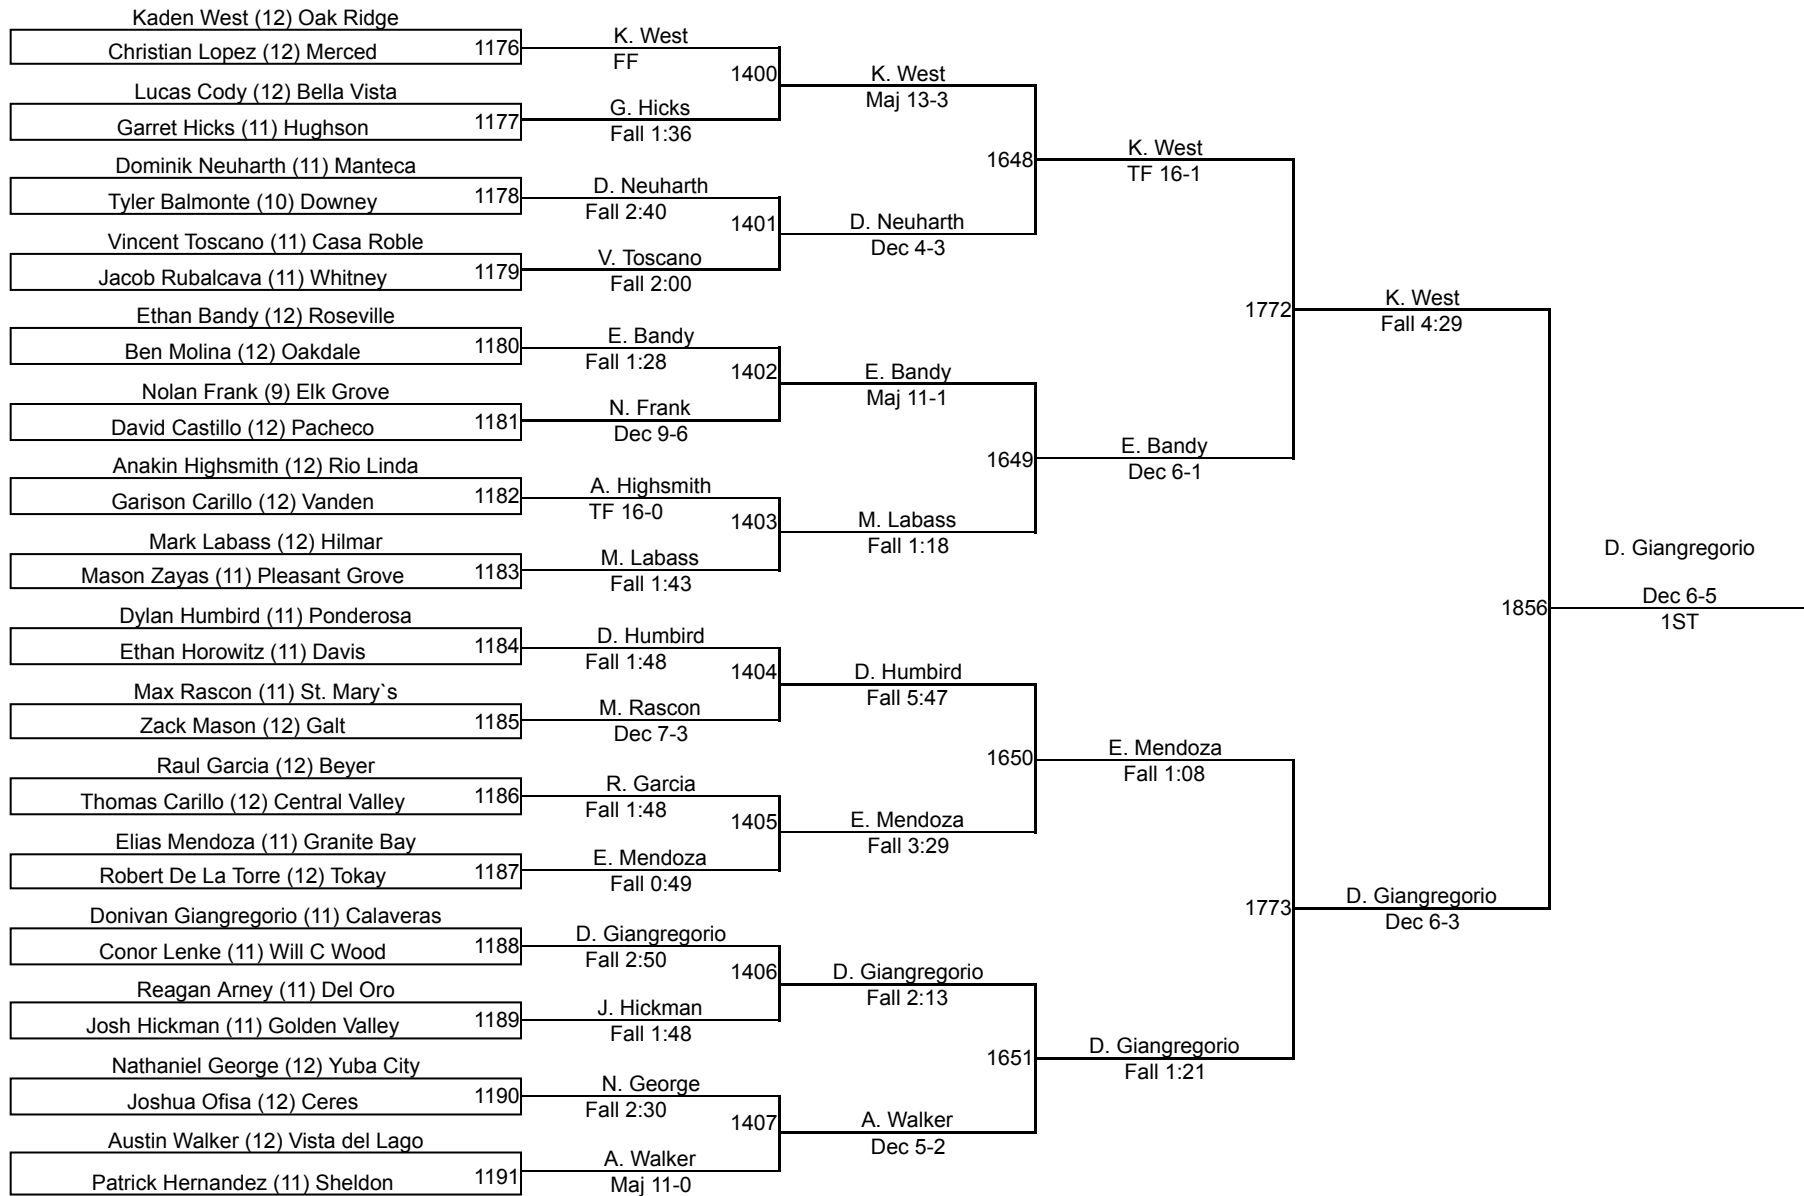 Kaden West (12) Oak Ridge
Christian Lopez (12) Merced
1176
Lucas Cody (12) Bella Vista
Garret Hicks (11) Hughson
1177
Dominik Neuharth (11) Manteca
Tyler Balmonte (10) Downey
1178
Vincent Toscano (11) Casa Roble
Jacob Rubalcava (11) Whitney
1179
Ethan Bandy (12) Roseville
Ben Molina (12) Oakdale
1180
Nolan Frank (9) Elk Grove
David Castillo (12) Pacheco
1181
Anakin Highsmith (12) Rio Linda
Garison Carillo (12) Vanden
1182
Mark Labass (12) Hilmar
Mason Zayas (11) Pleasant Grove
1183
Dylan Humbird (11) Ponderosa
Ethan Horowitz (11) Davis
1184
Max Rascon (11) St. Mary`s
Zack Mason (12) Galt
1185
Raul Garcia (12) Beyer
Thomas Carillo (12) Central Valley
1186
Elias Mendoza (11) Granite Bay
Robert De La Torre (12) Tokay
1187
Donivan Giangregorio (11) Calaveras
Conor Lenke (11) Will C Wood
1188
Reagan Arney (11) Del Oro
Josh Hickman (11) Golden Valley
1189
Nathaniel George (12) Yuba City
Joshua Ofisa (12) Ceres
1190
Austin Walker (12) Vista del Lago
Patrick Hernandez (11) Sheldon
1191
K. West
FF
1400
G. Hicks
Fall 1:36
D. Neuharth
Fall 2:40
1401
V. Toscano
Fall 2:00
E. Bandy
Fall 1:28
1402
N. Frank
Dec 9-6
A. Highsmith
TF 16-0
1403
M. Labass
Fall 1:43
D. Humbird
Fall 1:48
1404
M. Rascon
Dec 7-3
R. Garcia
Fall 1:48
1405
E. Mendoza
Fall 0:49
D. Giangregorio
Fall 2:50
1406
J. Hickman
Fall 1:48
N. George
Fall 2:30
1407
A. Walker
Maj 11-0
K. West
Maj 13-3
1648
D. Neuharth
Dec 4-3
E. Bandy
Maj 11-1
1649
M. Labass
Fall 1:18
D. Humbird
Fall 5:47
1650
E. Mendoza
Fall 3:29
D. Giangregorio
Fall 2:13
1651
A. Walker
Dec 5-2
K. West
TF 16-1
1772
E. Bandy
Dec 6-1
E. Mendoza
Fall 1:08
1773
D. Giangregorio
Fall 1:21
K. West
Fall 4:29
1856
D. Giangregorio
Dec 6-3
D. Giangregorio
Dec 6-5
1ST